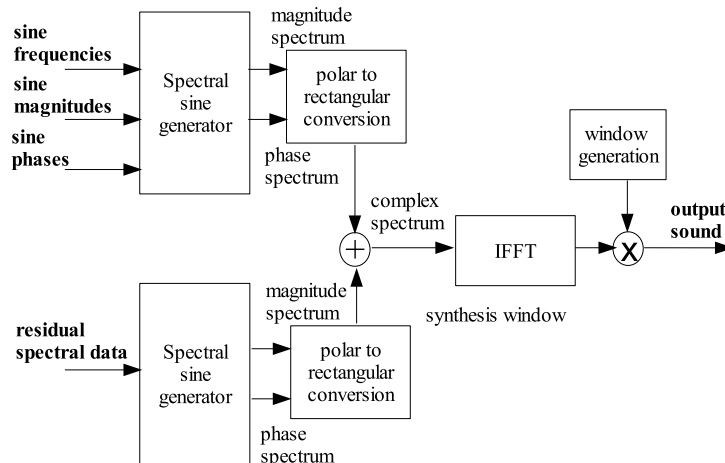 sine
frequencies
sine
magnitudes
sine
phases
Spectral
sine
generator
magnitude
spectrum
phase
spectrum
polar to
rectangular
conversion
window
generation
complex
spectrum
+
IFFT
X
output
sound
synthesis window
residual
spectral data
Spectral
sine
generator
magnitude
spectrum
phase
spectrum
polar to
rectangular
conversion